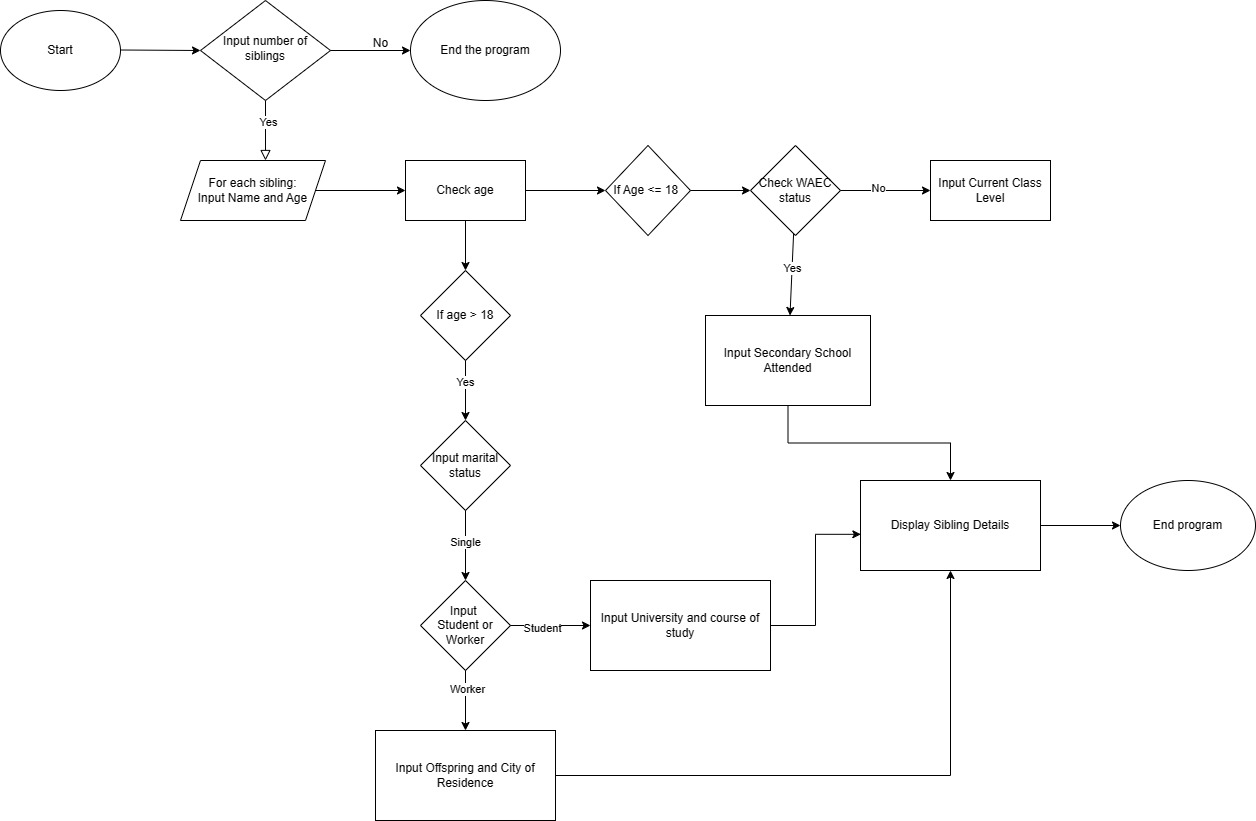 Start
Input number of
siblings
No
End the program
Yes
For each sibling:
Input Name and Age
Check age
If Age <= 18
Check WAEC
status
No
Input Current Class
Level
Yes
If age > 18
Input Secondary School
Attended
Yes
Input marital
status
Single
Display Sibling Details
End program
Input
Student or
Worker
Student
Input University and course of
study
Worker
Input Offspring and City of
Residence